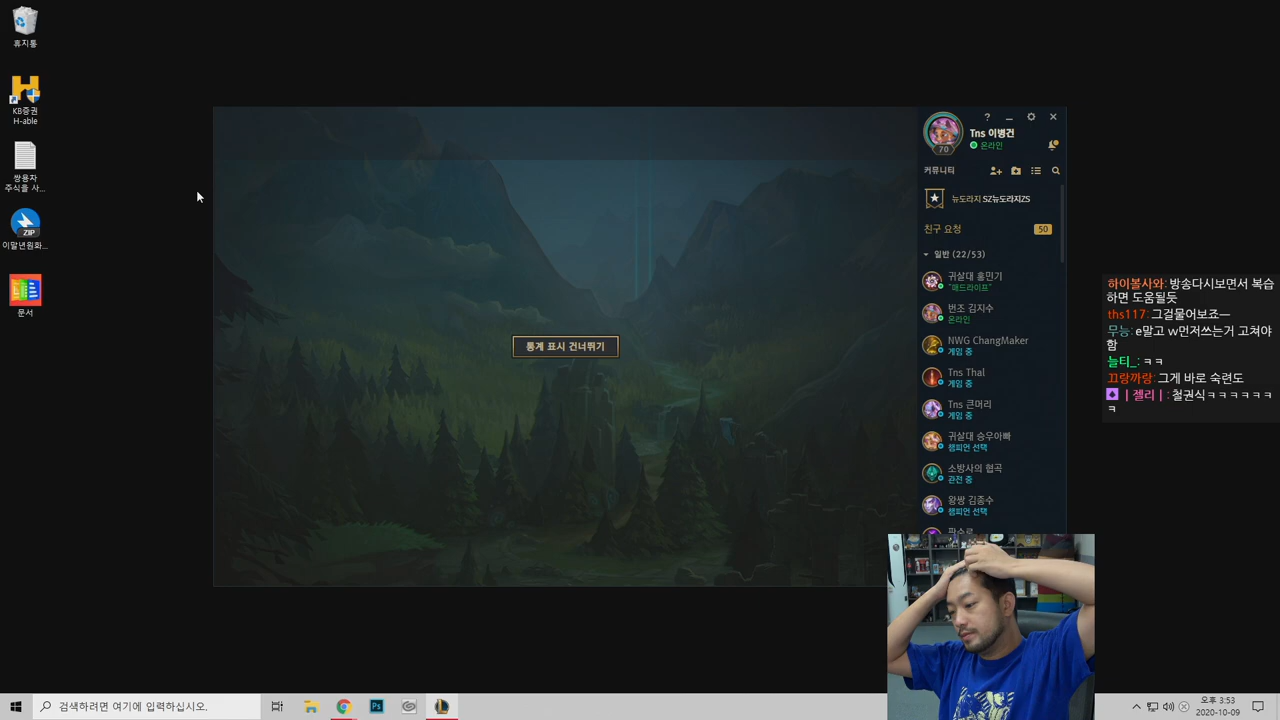 휴지통
KB증권
H-able
쌍용자
주식을 사...
ZIP
이말년원화...
문서
통계 표시 건너뛰기
?
70
Tns 이병건
온라인
커뮤니티
뉴도라지 SZ뉴도라지ZS
친구 요청
50
일반 (22/53)
귀살대 홍민기
"매드라이프"
번조 김지수
온라인
NWG ChangMaker
게임 중
Tns Thal
게임 중
Tns 큰머리
게임 중
귀살대 승우아빠
챔피언 선택
소방사의 협곡
관전 중
왕쌍 김종수
챔피언 선택
하이볼사와: 방송다시보면서 복습
하면 도움될듯
ths117: 그걸물어보죠ㅡ
무능: e말고 w먼저쓰는거 고쳐야
함
늘티_: ㅋㅋ
끄랑까랑: 그게 바로 숙련도
| 젤리 |: 철권식ㅋㅋㅋㅋㅋㅋ
ㅋ
검색하려면 여기에 입력하십시오.
Ps
오후 3:53
2020-10-09